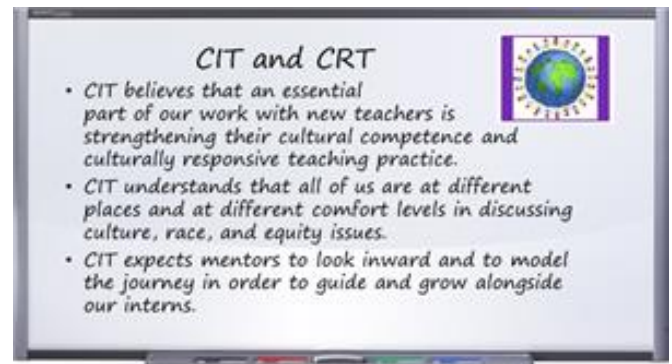 CIT and CRT
• CIT believes that an essential
part of our work with new teachers is
strengthening their cultural competence and
culturally responsive teaching practice.
• CIT understands that all of us are at different
places and at different comfort levels in discussing
culture, race, and equity issues.
• CIT expects mentors to look inward and to model
the journey in order to guide and grow alongside
our interns.